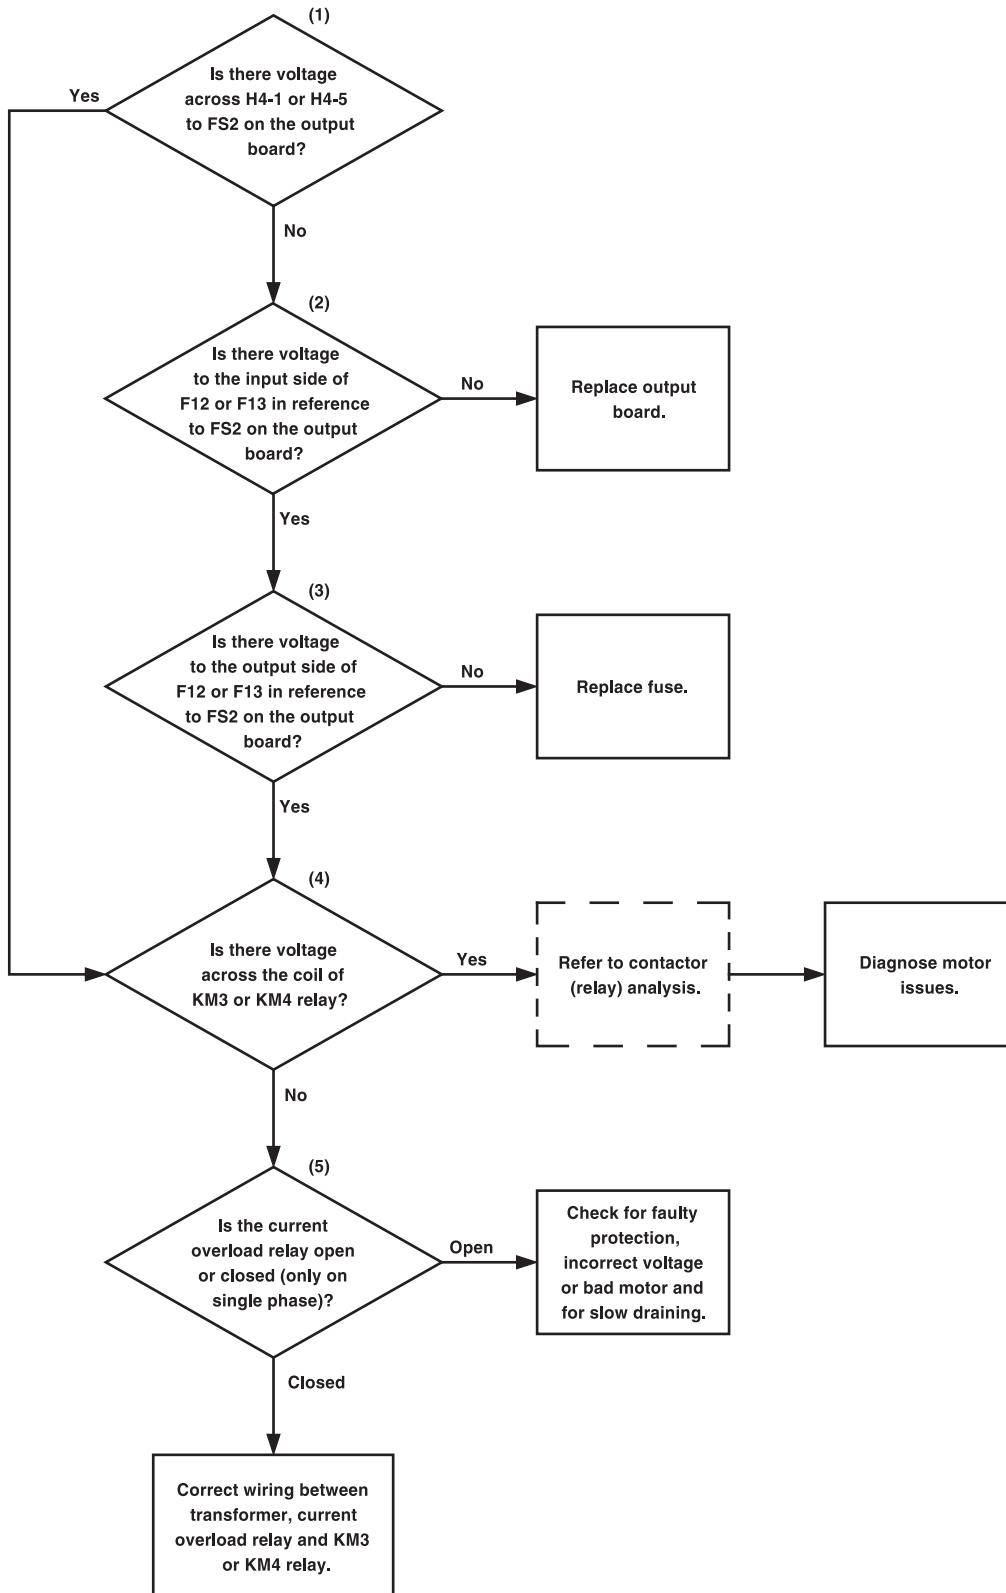 (1)
Is there voltage
across H4-1 or H4-5
to FS2 on the output
board?
Yes
No
(2)
Is there voltage
to the input side of
F12 or F13 in reference
to FS2 on the output
board?
No
Replace output
board.
Yes
(3)
Is there voltage
to the output side of
F12 or F13 in reference
to FS2 on the output
board?
No
Replace fuse.
Yes
(4)
Is there voltage
across the coil of
KM3 or KM4 relay?
Yes
Refer to contactor
(relay) analysis.
Diagnose motor
issues.
No
(5)
Is the current
overload relay open
or closed (only on
single phase)?
Open
Check for faulty
protection,
incorrect voltage
or bad motor and
for slow draining.
Closed
Correct wiring between
transformer, current
overload relay and KM3
or KM4 relay.